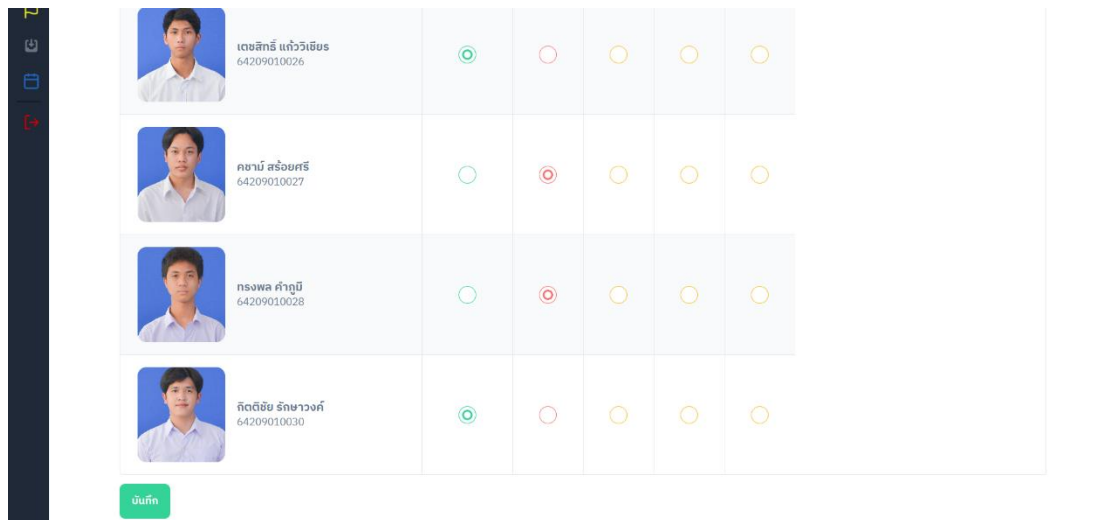 เตชสิทธิ์ แก้ววิเชียร
64209010026
คชาม์ สร้อยศรี
64209010027
ทรงพล คำภูมี
64209010028
กิตติชัย รักษาวงค์
64209010030
บันทึก